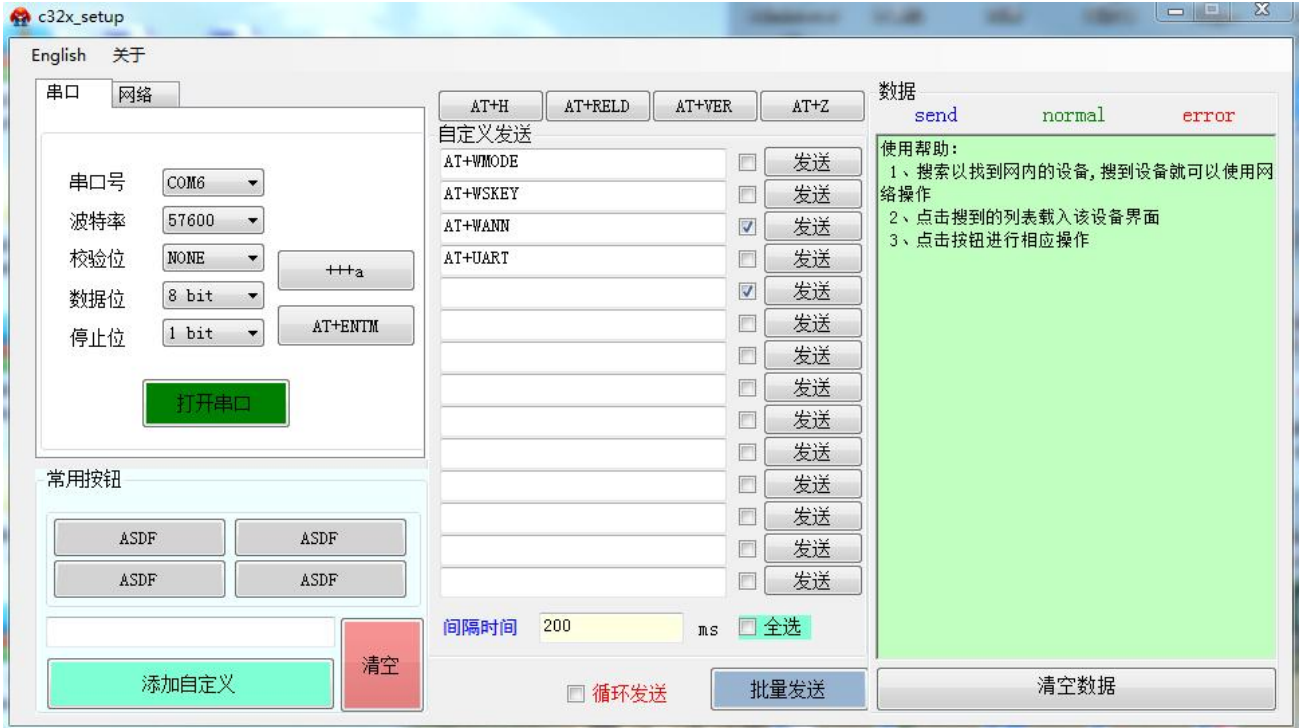 c32x_setup
English 关于
串口 网络
串口号 COM6
波特率 57600
校验位 NONE
数据位 8 bit
停止位 1 bit
+++a
AT+ENTM
打开串口
常用按钮
ASDF ASDF
ASDF ASDF
添加自定义
清空
AT+H AT+RELD AT+VER AT+Z
自定义发送
AT+WMODE 发送
AT+WSKEY 发送
AT+WANN 发送
AT+UART 发送
发送
发送
发送
发送
发送
发送
发送
发送
发送
发送
间隔时间 200 ms 全选
循环发送 批量发送
数据
send normal error
使用帮助:
1、搜索以找到网内的设备,搜到设备就可以使用网
络操作
2、点击搜到的列表载入该设备界面
3、点击按钮进行相应操作
清空数据